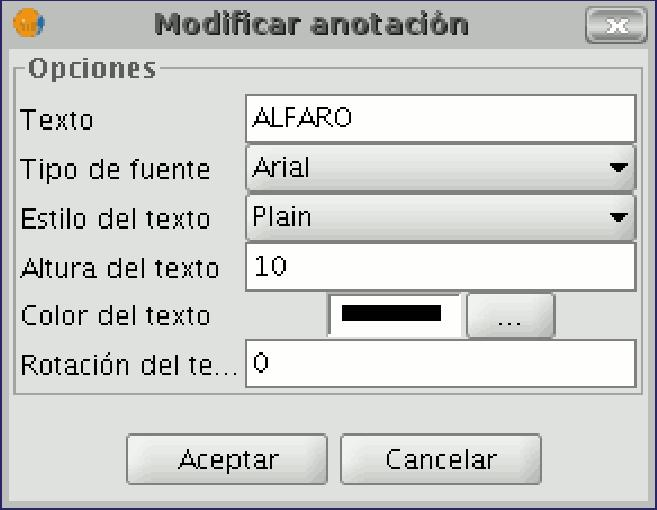 Modificar anotación
Opciones
Texto ALFARO
Tipo de fuente Arial
Estilo del texto Plain
Altura del texto 10
Color del texto ...
Rotación del te... 0
Aceptar Cancelar